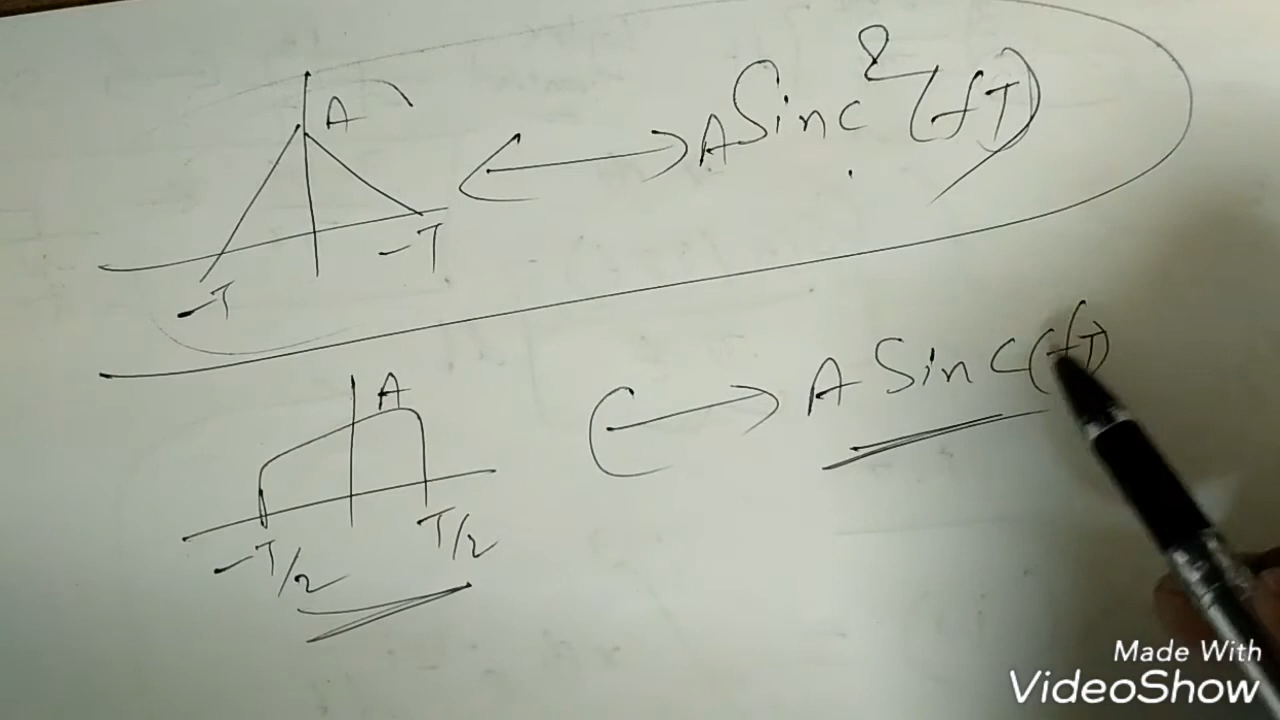 A
A Sinc² (fT)
-T
-T
A
A Sinc(fT)
-T/2
T/2
Made With
VideoShow